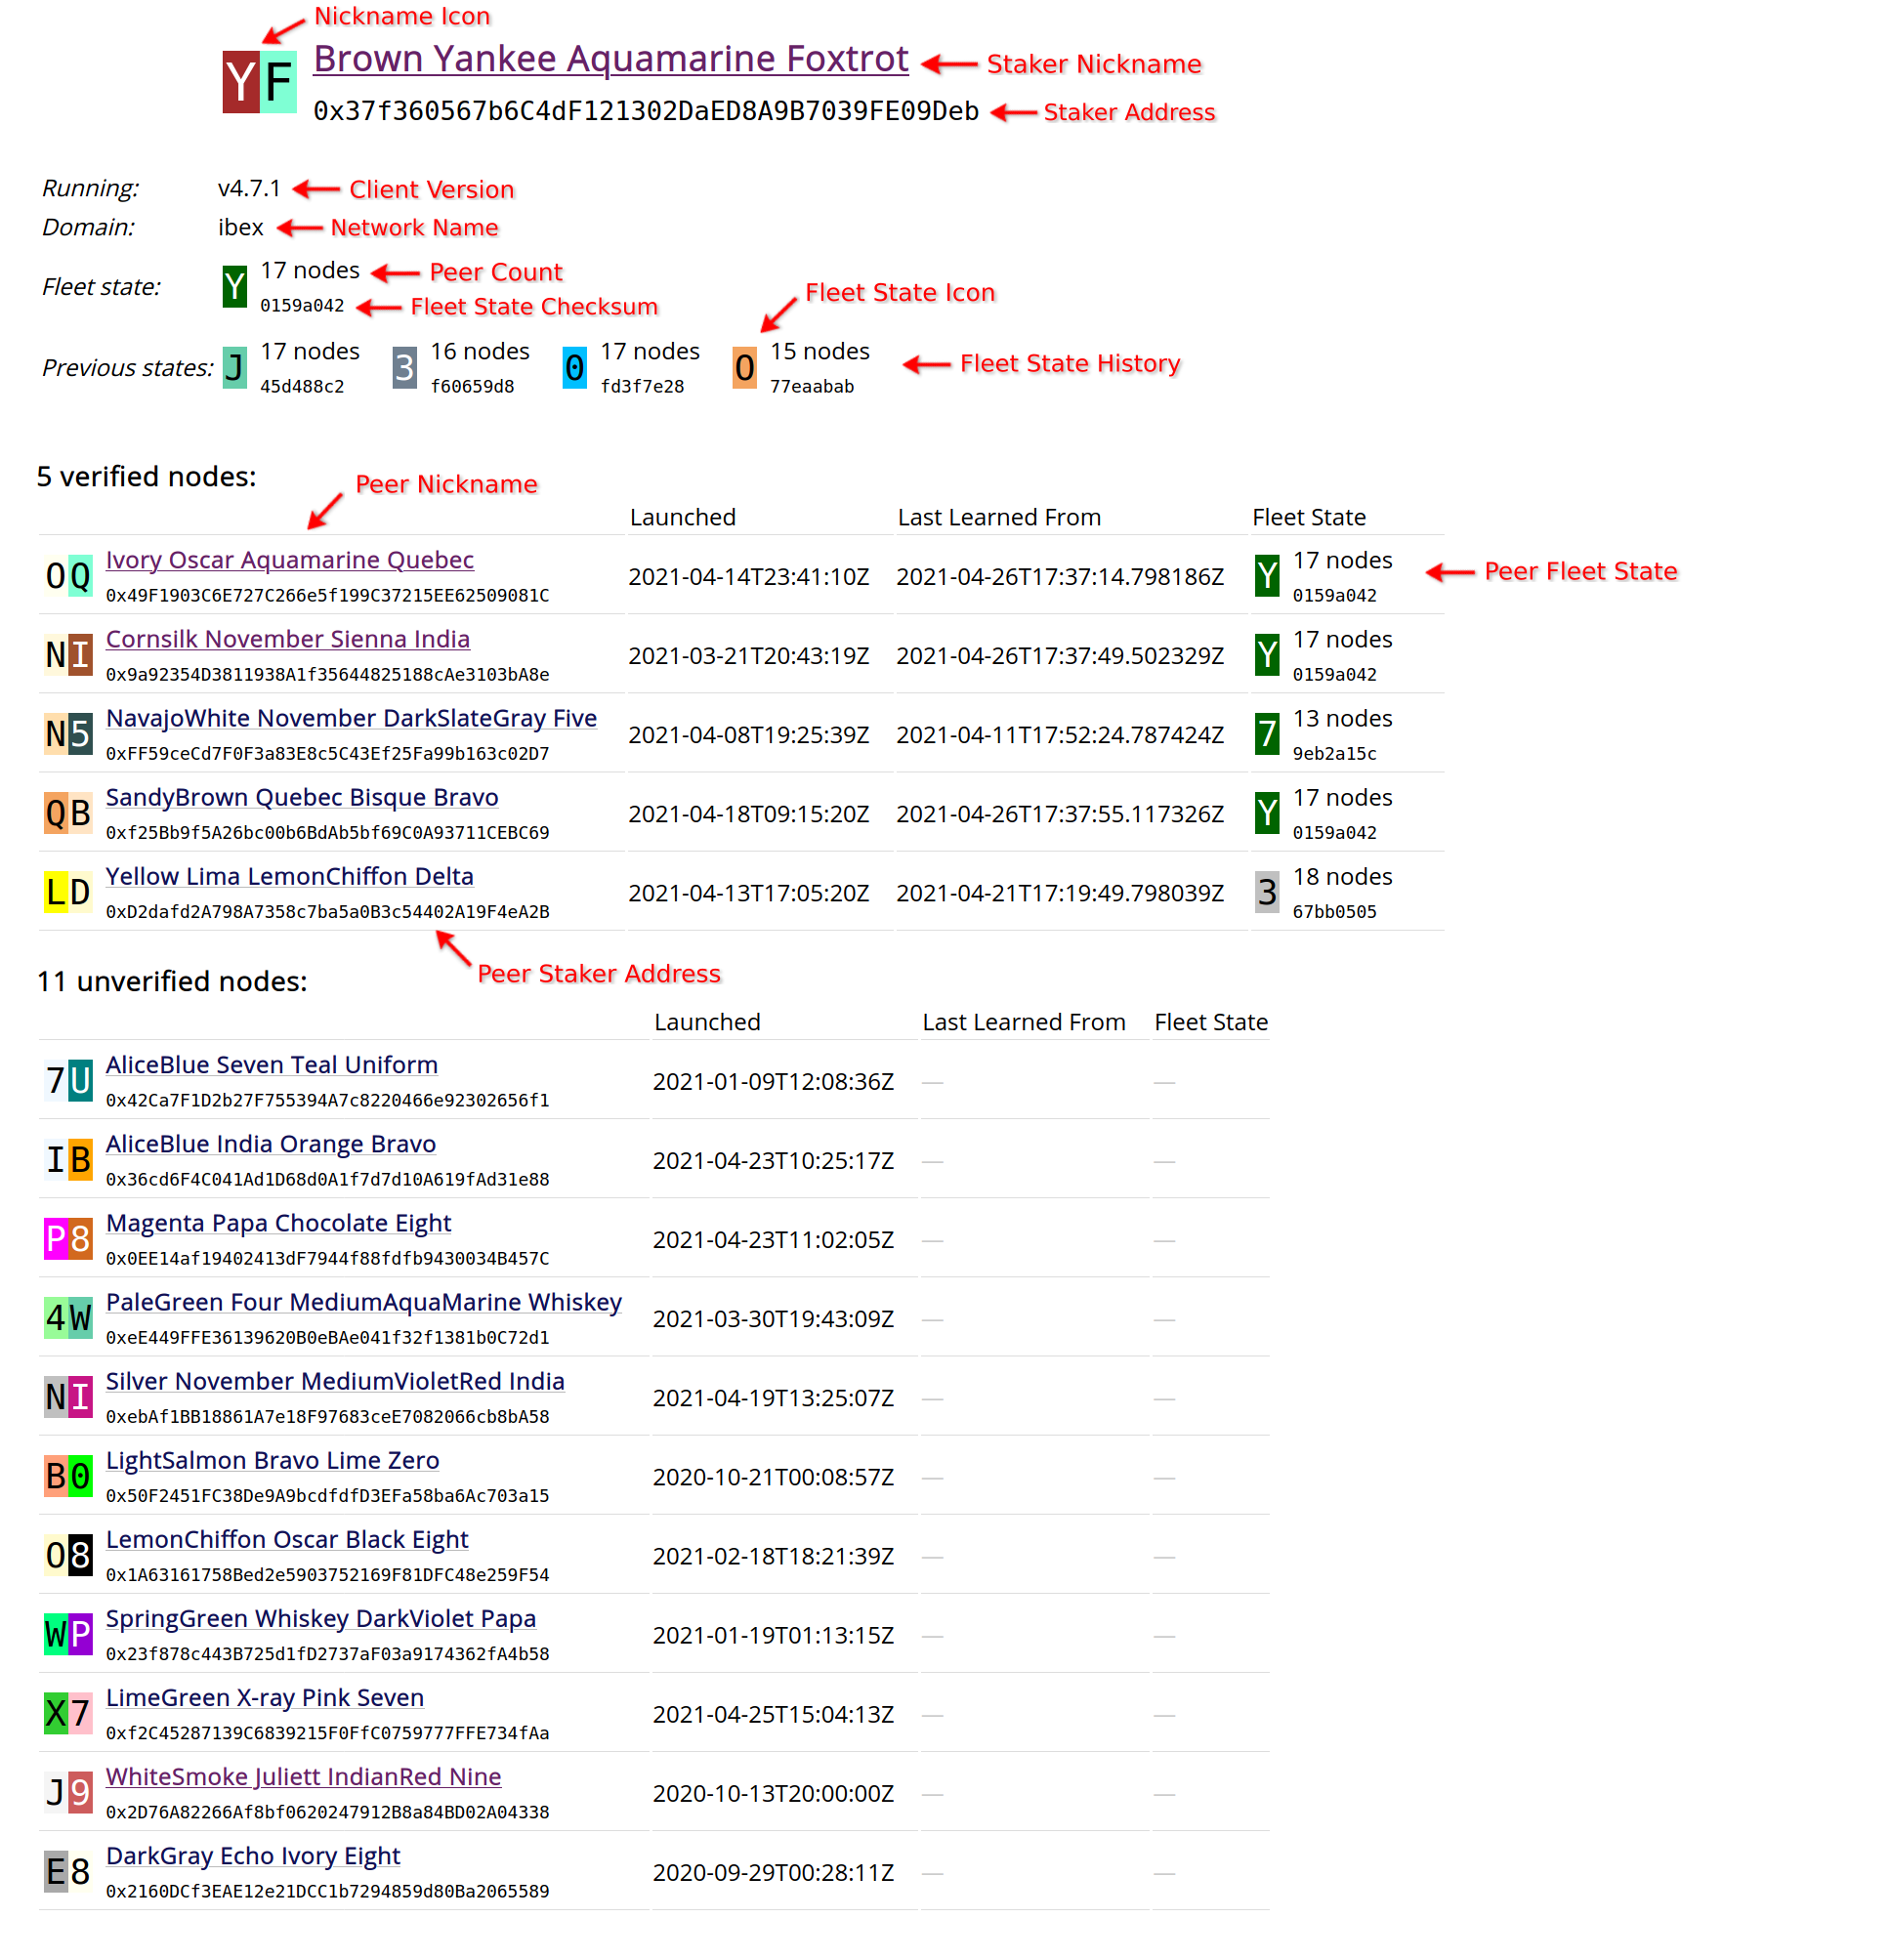 Nickname Icon
YF
Brown Yankee Aquamarine Foxtrot
Staker Nickname
0x37f360567b6C4dF121302DaED8A9B7039FE09Deb
Staker Address
Running: v4.7.1
Client Version
Domain: ibex
Network Name
Fleet state: Y 17 nodes
Peer Count
0159a042
Fleet State Checksum
Fleet State Icon
Previous states: J 17 nodes 3 16 nodes 0 17 nodes O 15 nodes
45d488c2 f60659d8 fd3f7e28 77eaabab
Fleet State History
5 verified nodes:
Peer Nickname
Launched Last Learned From Fleet State
OQ Ivory Oscar Aquamarine Quebec 2021-04-14T23:41:10Z 2021-04-26T17:37:14.798186Z Y 17 nodes
0x49F1903C6E727C266e5f199C37215EE62509081C 0159a042
Peer Fleet State
NI Cornsilk November Sienna India 2021-03-21T20:43:19Z 2021-04-26T17:37:49.502329Z Y 17 nodes
0x9a92354D3811938A1f35644825188cAe3103bA8e 0159a042
N5 NavajoWhite November DarkSlateGray Five 2021-04-08T19:25:39Z 2021-04-11T17:52:24.787424Z 7 13 nodes
0xFF59ceCd7F0F3a83E8c5C43Ef25Fa99b163c02D7 9eb2a15c
QB SandyBrown Quebec Bisque Bravo 2021-04-18T09:15:20Z 2021-04-26T17:37:55.117326Z Y 17 nodes
0xf25Bb9f5A26bc00b6BdAb5bf69C0A93711CEBC69 0159a042
LD Yellow Lima LemonChiffon Delta 2021-04-13T17:05:20Z 2021-04-21T17:19:49.798039Z 3 18 nodes
0xD2dafd2A798A7358c7ba5a0B3c54402A19F4eA2B 67bb0505
Peer Staker Address
11 unverified nodes:
Launched Last Learned From Fleet State
7U AliceBlue Seven Teal Uniform 2021-01-09T12:08:36Z — —
0x42Ca7F1D2b27F755394A7c8220466e92302656f1
IB AliceBlue India Orange Bravo 2021-04-23T10:25:17Z — —
0x36cd6F4C041Ad1D68d0A1f7d7d10A619fAd31e88
P8 Magenta Papa Chocolate Eight 2021-04-23T11:02:05Z — —
0x0EE14af19402413dF7944f88fdfb9430034B457C
4W PaleGreen Four MediumAquaMarine Whiskey 2021-03-30T19:43:09Z — —
0xeE449FFE36139620B0eBAe041f32f1381b0C72d1
NI Silver November MediumVioletRed India 2021-04-19T13:25:07Z — —
0xebAf1BB18861A7e18F97683ceE7082066cb8bA58
B0 LightSalmon Bravo Lime Zero 2020-10-21T00:08:57Z — —
0x50F2451FC38De9A9bcdfdfD3EFa58ba6Ac703a15
O8 LemonChiffon Oscar Black Eight 2021-02-18T18:21:39Z — —
0x1A63161758Bed2e5903752169F81DFC48e259F54
WP SpringGreen Whiskey DarkViolet Papa 2021-01-19T01:13:15Z — —
0x23f878c443B725d1fD2737aF03a9174362fA4b58
X7 LimeGreen X-ray Pink Seven 2021-04-25T15:04:13Z — —
0xf2C45287139C6839215F0FfC0759777FFE734fAa
J9 WhiteSmoke Juliett IndianRed Nine 2020-10-13T20:00:00Z — —
0x2D76A82266Af8bf0620247912B8a84BD02A04338
E8 DarkGray Echo Ivory Eight 2020-09-29T00:28:11Z — —
0x2160DCf3EAE12e21DCC1b7294859d80Ba2065589